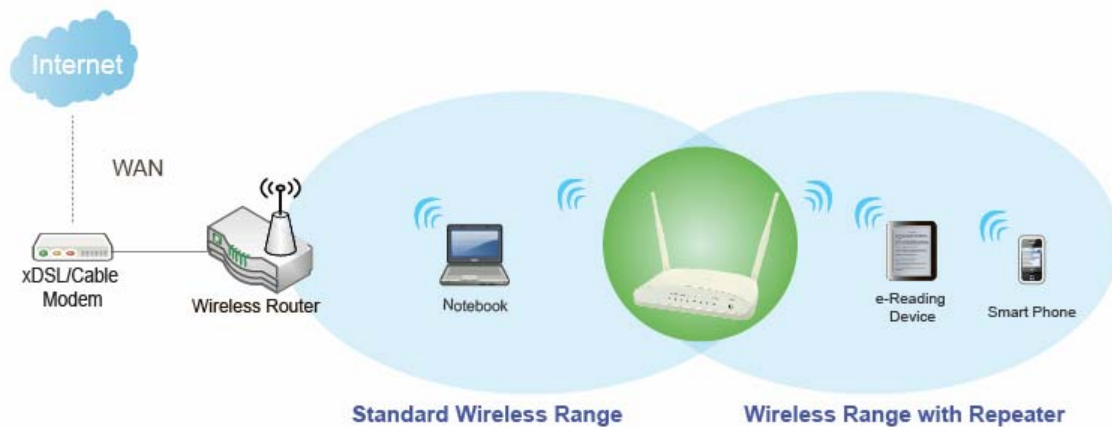 Internet
WAN
xDSL/Cable
Modem
Wireless Router
Notebook
e-Reading
Device
Smart Phone
Standard Wireless Range
Wireless Range with Repeater